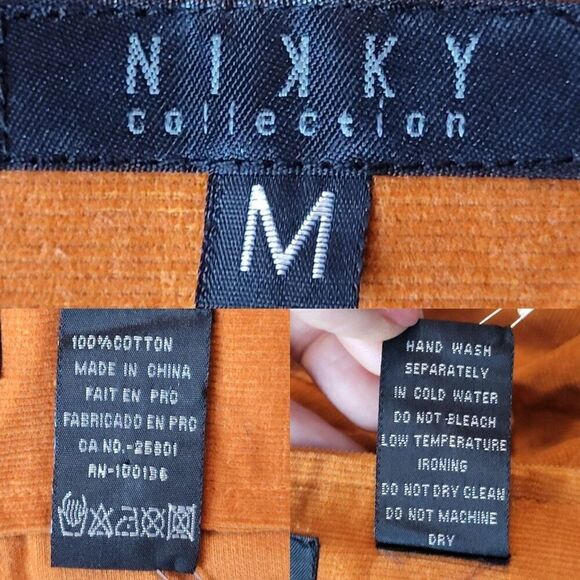 NIKKY
collection
M
100%COTTON
MADE IN CHINA
FAIT EN PRC
FABRICADO EN PRC
CA NO.-25801
RN-100136
HAND WASH
SEPARATELY
IN COLD WATER
DO NOT-BLEACH
LOW TEMPERATURE
IRONING
DO NOT DRY CLEAN
DO NOT MACHINE
DRY